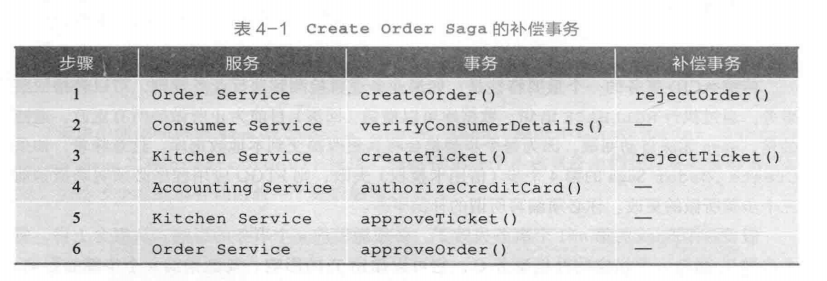 表 4-1 Create Order Saga 的补偿事务
步骤 服务 事务 补偿事务
1 Order Service createOrder() rejectOrder()
2 Consumer Service verifyConsumerDetails() —
3 Kitchen Service createTicket() rejectTicket()
4 Accounting Service authorizeCreditCard() —
5 Kitchen Service approveTicket() —
6 Order Service approveOrder() —